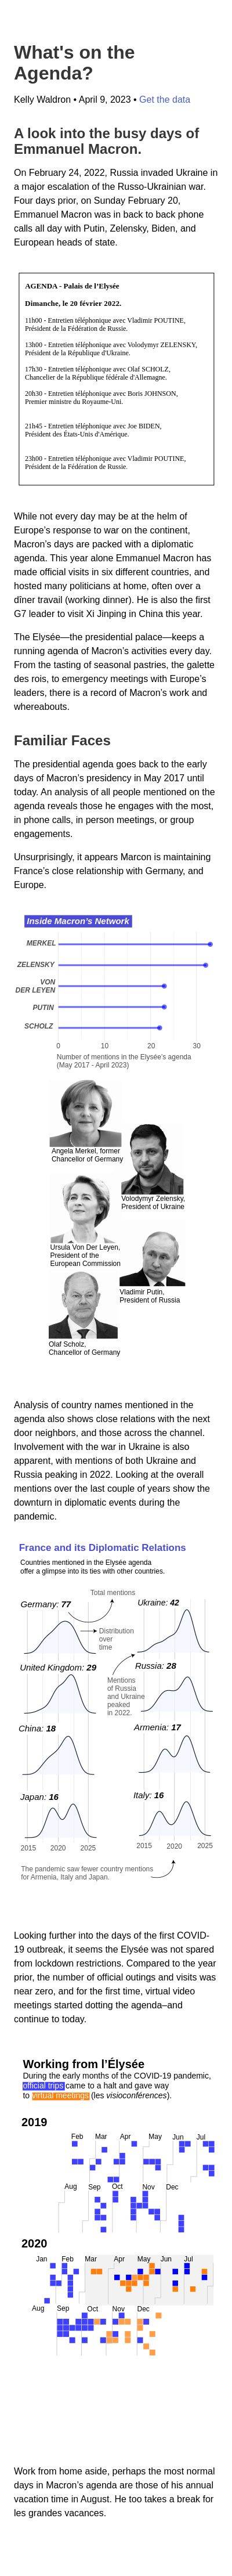 What's on the
Agenda?
Kelly Waldron • April 9, 2023 • Get the data
A look into the busy days of
Emmanuel Macron.
On February 24, 2022, Russia invaded Ukraine in
a major escalation of the Russo-Ukrainian war.
Four days prior, on Sunday February 20,
Emmanuel Macron was in back to back phone
calls all day with Putin, Zelensky, Biden, and
European heads of state.
AGENDA - Palais de l'Elysée
Dimanche, le 20 février 2022.
11h00 - Entretien téléphonique avec Vladimir POUTINE,
Président de la Fédération de Russie.
13h00 - Entretien téléphonique avec Volodymyr ZELENSKY,
Président de la République d'Ukraine.
17h30 - Entretien téléphonique avec Olaf SCHOLZ,
Chancelier de la République fédérale d'Allemagne.
20h30 - Entretien téléphonique avec Boris JOHNSON,
Premier ministre du Royaume-Uni.
21h45 - Entretien téléphonique avec Joe BIDEN,
Président des États-Unis d'Amérique.
23h00 - Entretien téléphonique avec Vladimir POUTINE,
Président de la Fédération de Russie.
While not every day may be at the helm of
Europe's response to war on the continent,
Macron's days are packed with a diplomatic
agenda. This year alone Emmanuel Macron has
made official visits in six different countries, and
hosted many politicians at home, often over a
dîner travail (working dinner). He is also the first
G7 leader to visit Xi Jinping in China this year.
The Elysée—the presidential palace—keeps a
running agenda of Macron's activities every day.
From the tasting of seasonal pastries, the galette
des rois, to emergency meetings with Europe's
leaders, there is a record of Macron's work and
whereabouts.
Familiar Faces
The presidential agenda goes back to the early
days of Macron's presidency in May 2017 until
today. An analysis of all people mentioned on the
agenda reveals those he engages with the most,
in phone calls, in person meetings, or group
engagements.
Unsurprisingly, it appears Marcon is maintaining
France's close relationship with Germany, and
Europe.
Inside Macron's Network
MERKEL
ZELENSKY
VON
DER LEYEN
PUTIN
SCHOLZ
0 10 20 30
Number of mentions in the Elysée's agenda
(May 2017 - April 2023)
Angela Merkel, former
Chancellor of Germany
Volodymyr Zelensky,
President of Ukraine
Ursula Von Der Leyen,
President of the
European Commission
Vladimir Putin,
President of Russia
Olaf Scholz,
Chancellor of Germany
Analysis of country names mentioned in the
agenda also shows close relations with the next
door neighbors, and those across the channel.
Involvement with the war in Ukraine is also
apparent, with mentions of both Ukraine and
Russia peaking in 2022. Looking at the overall
mentions over the last couple of years show the
downturn in diplomatic events during the
pandemic.
France and its Diplomatic Relations
Countries mentioned in the Elysée agenda
offer a glimpse into its ties with other countries.
Total mentions
Germany: 77
Ukraine: 42
Distribution
over
time
United Kingdom: 29
Russia: 28
Mentions
of Russia
and Ukraine
peaked
in 2022.
China: 18
Armenia: 17
Japan: 16
Italy: 16
2015 2020 2025
2015 2020 2025
The pandemic saw fewer country mentions
for Armenia, Italy and Japan.
Looking further into the days of the first COVID-
19 outbreak, it seems the Elysée was not spared
from lockdown restrictions. Compared to the year
prior, the number of official outings and visits was
near zero, and for the first time, virtual video
meetings started dotting the agenda–and
continue to today.
Working from l'Élysée
During the early months of the COVID-19 pandemic,
official trips came to a halt and gave way
to virtual meetings (les visioconférences).
2019
Feb Mar Apr May Jun Jul
Aug Sep Oct Nov Dec
2020
Jan Feb Mar Apr May Jun Jul
Aug Sep Oct Nov Dec
Work from home aside, perhaps the most normal
days in Macron's agenda are those of his annual
vacation time in August. He too takes a break for
les grandes vacances.